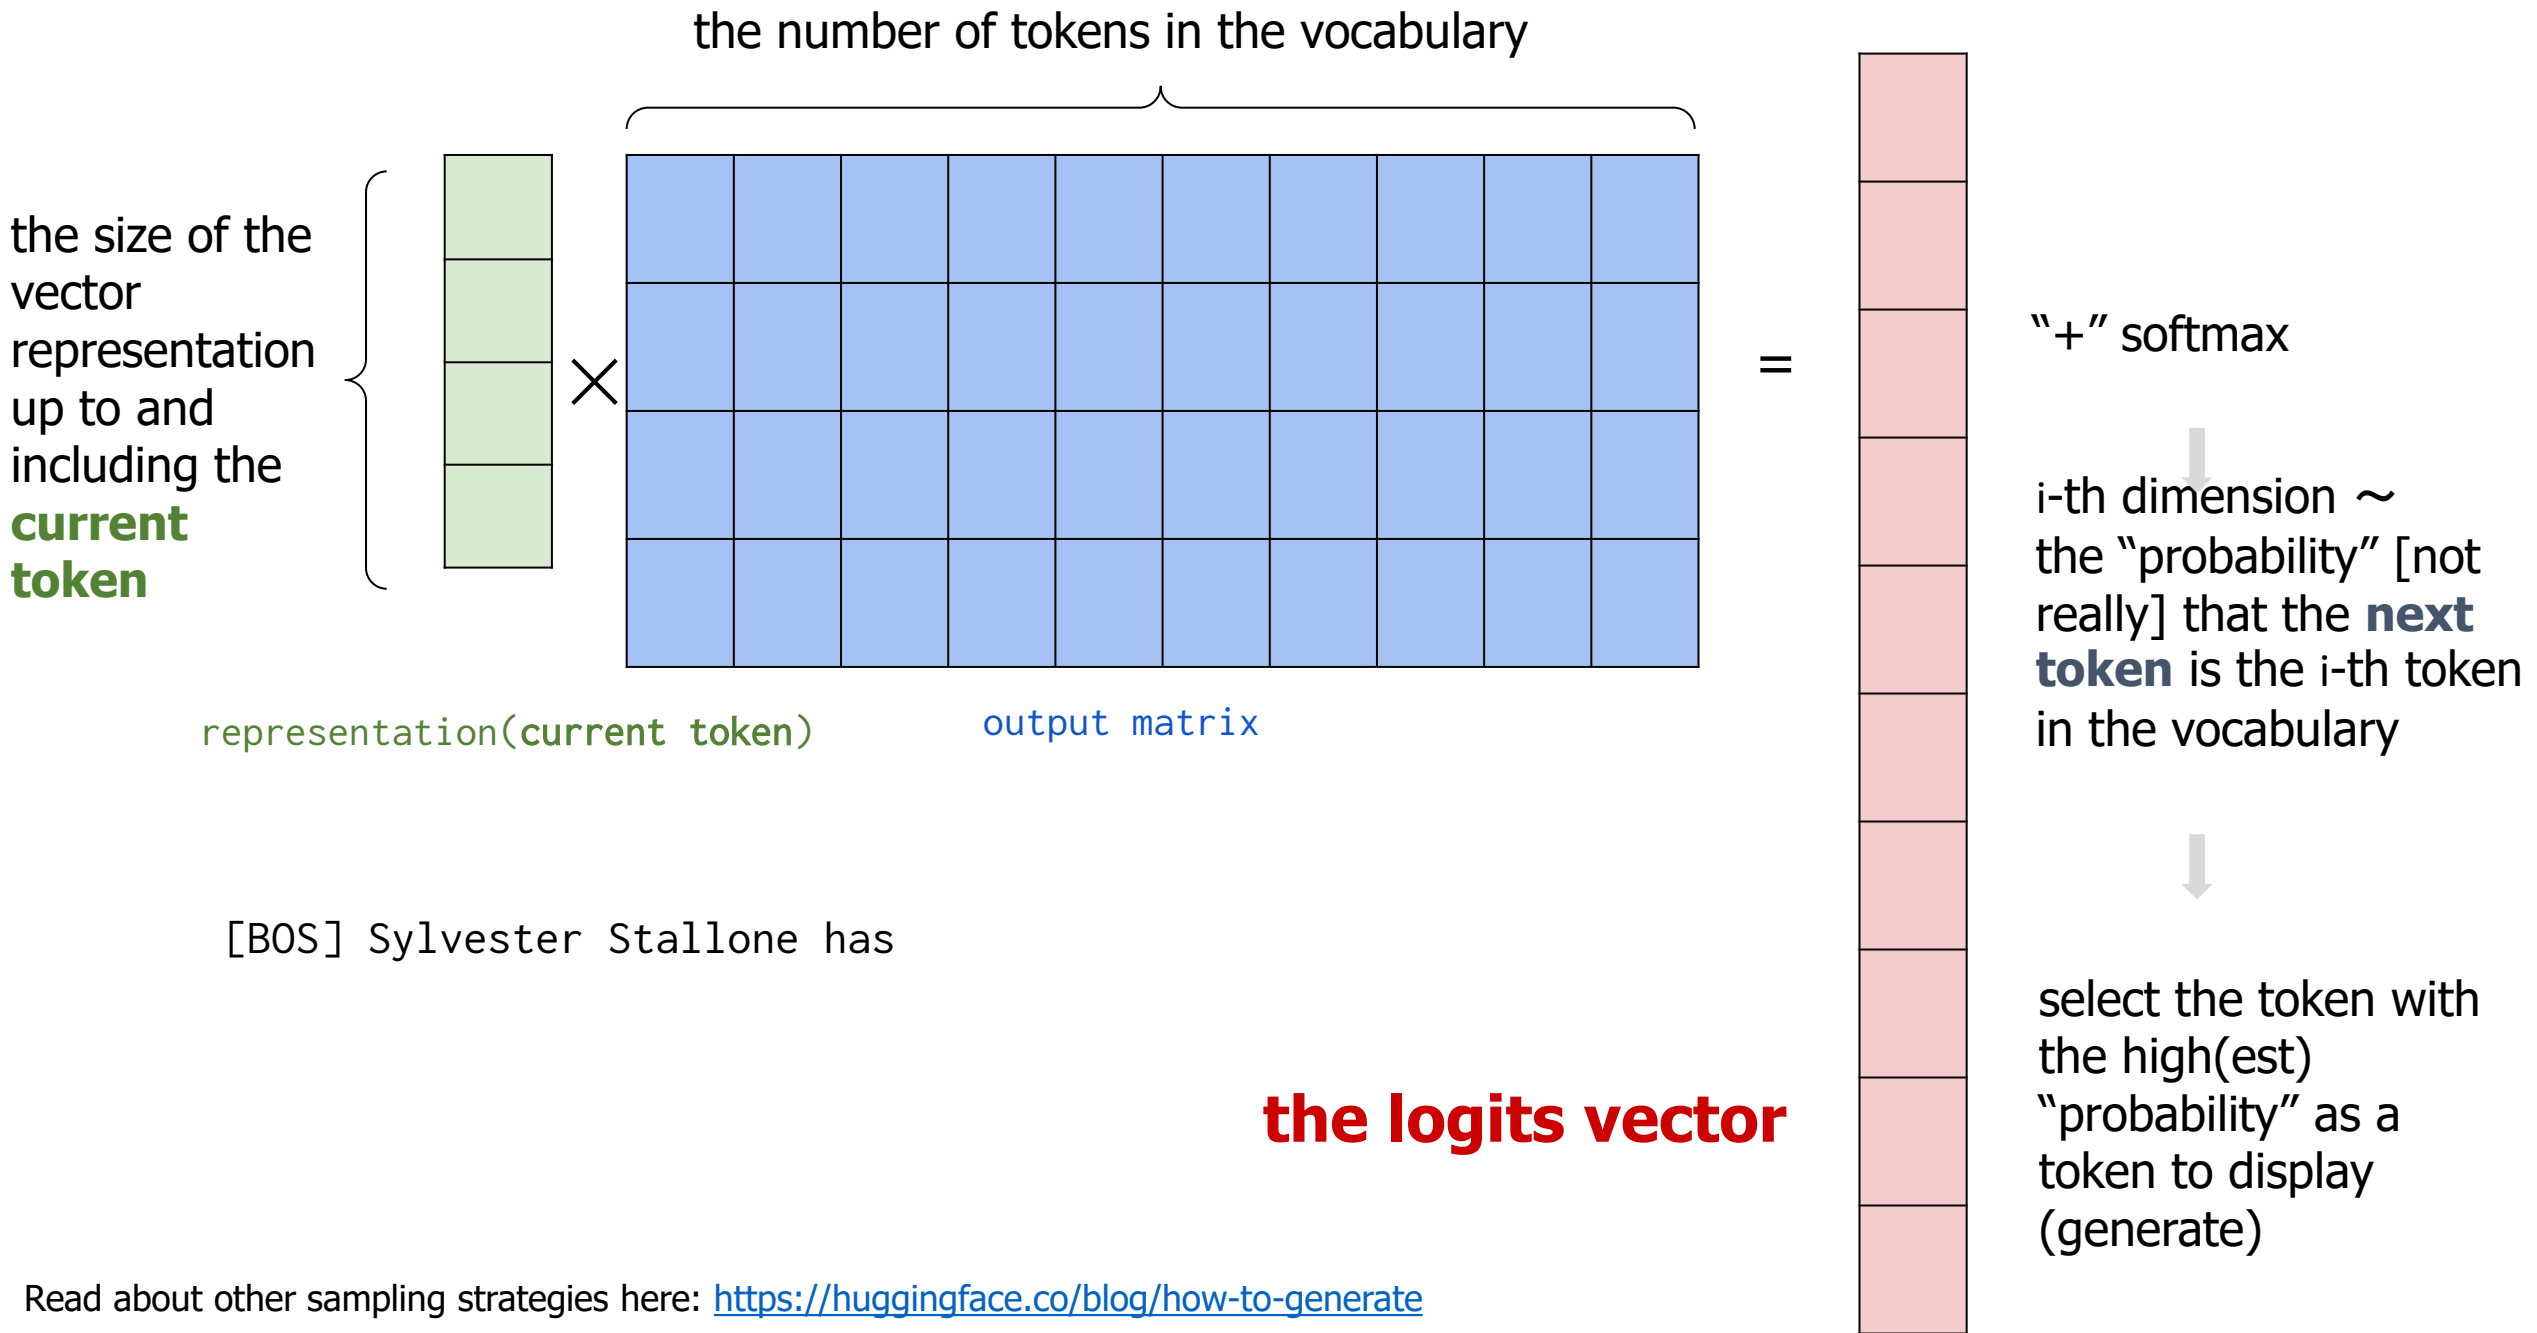 the number of tokens in the vocabulary
the size of the
vector
representation
up to and
including the
current
token
×
=
“+” softmax
i-th dimension ~
the “probability” [not
really] that the next
token is the i-th token
in the vocabulary
representation(current token)
output matrix
[BOS] Sylvester Stallone has
the logits vector
select the token with
the high(est)
“probability” as a
token to display
(generate)
Read about other sampling strategies here: https://huggingface.co/blog/how-to-generate